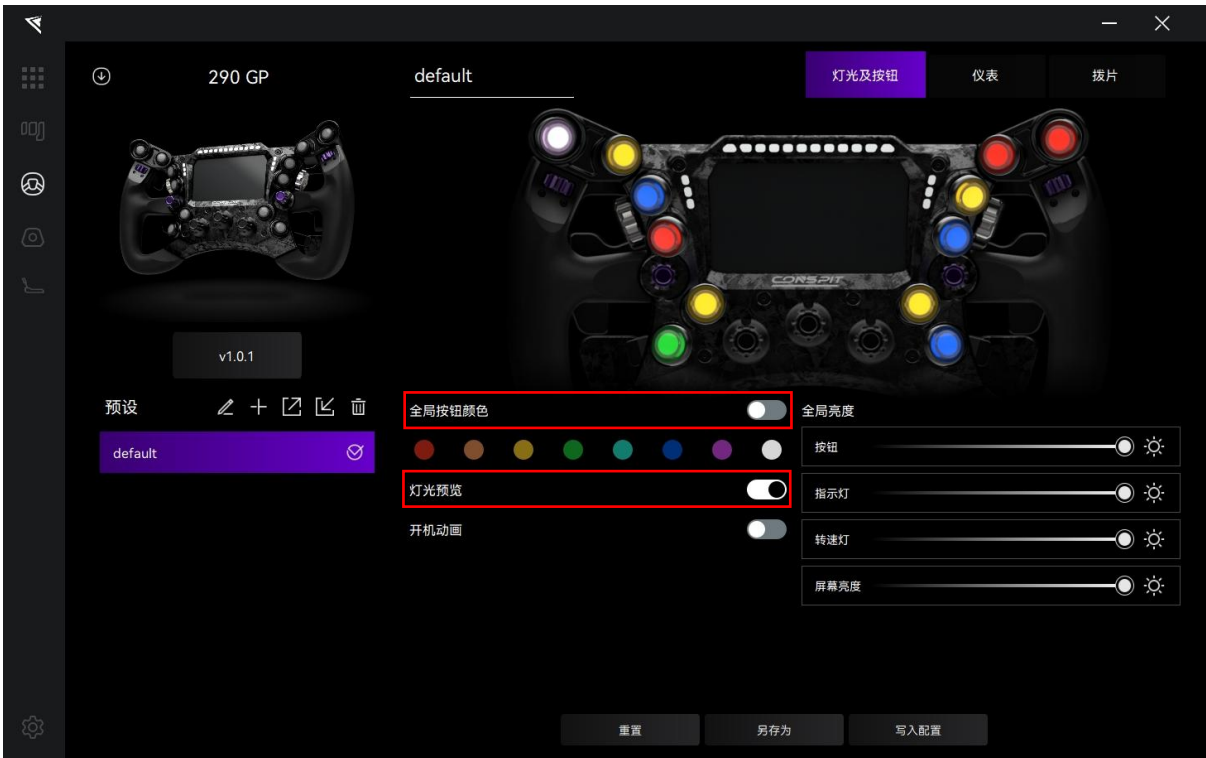 290 GP
default
灯光及按钮
仪表
拨片
CORSPIT
v1.0.1
预设
default
全局按钮颜色
灯光预览
开机动画
全局亮度
按钮
指示灯
转速灯
屏幕亮度
重置
另存为
写入配置